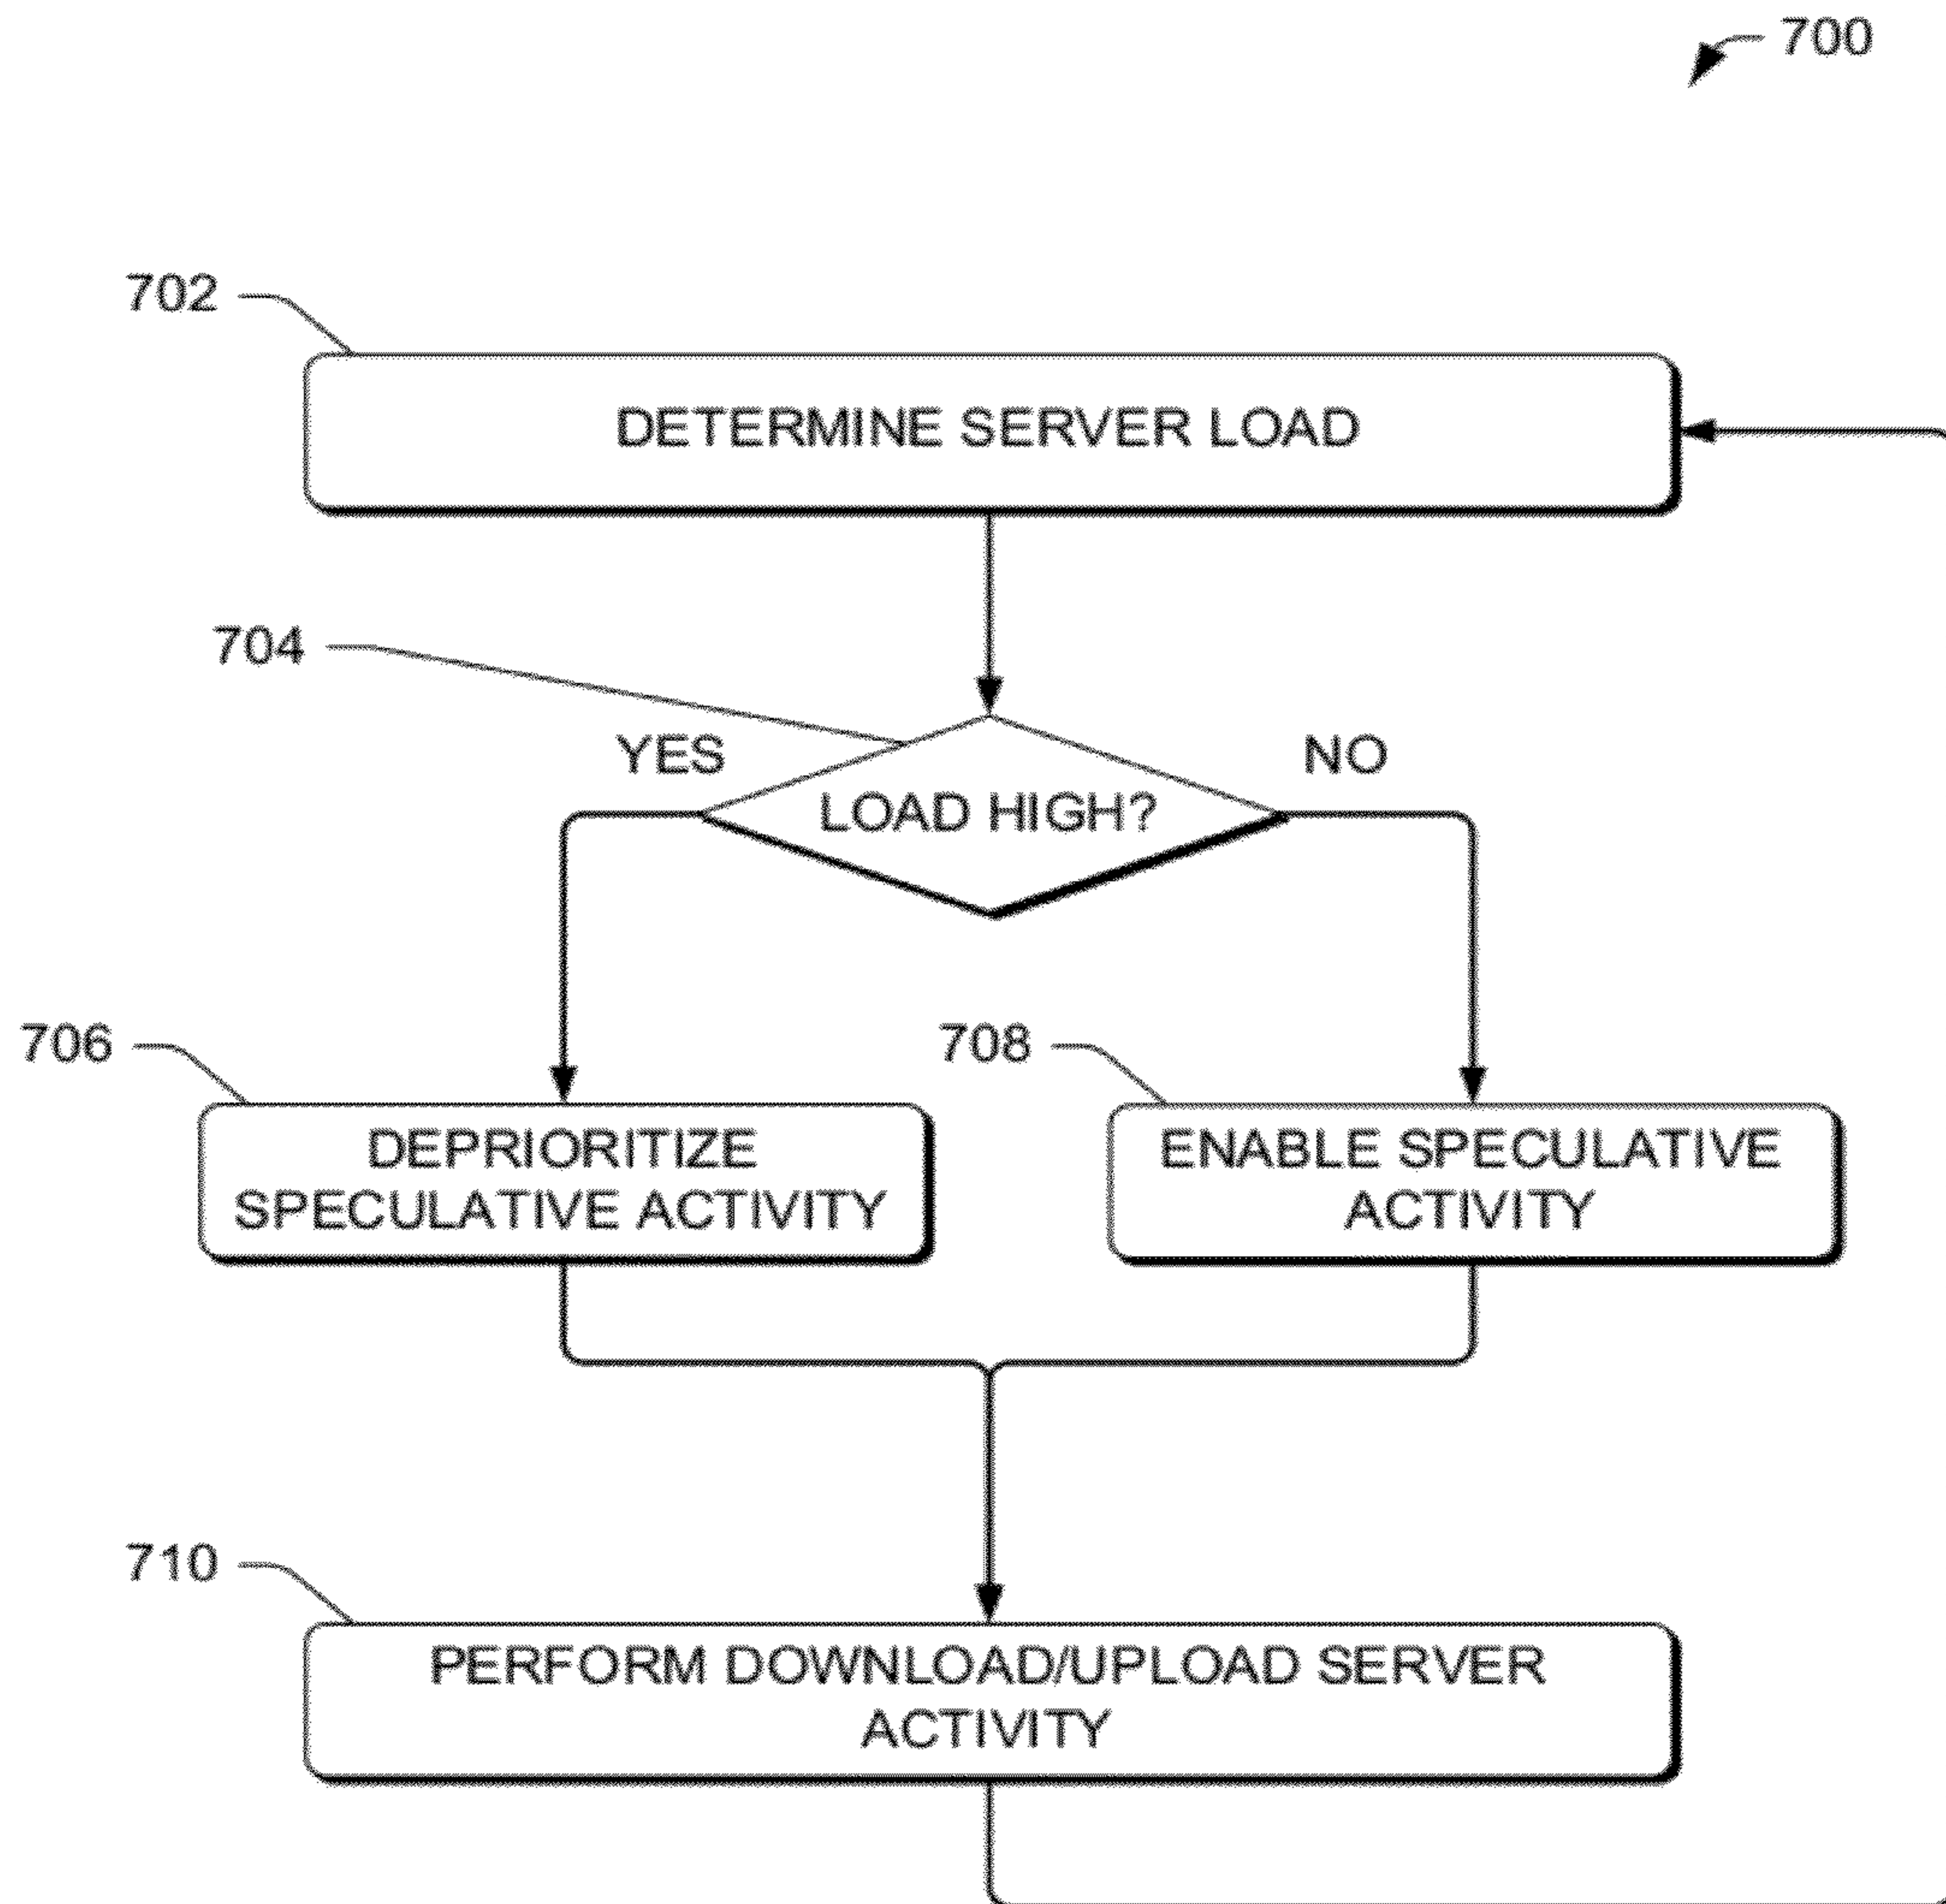 700
702
DETERMINE SERVER LOAD
704
YES
NO
LOAD HIGH?
706
708
DEPRIORITIZE
SPECULATIVE ACTIVITY
ENABLE SPECULATIVE
ACTIVITY
710
PERFORM DOWNLOAD/UPLOAD SERVER
ACTIVITY